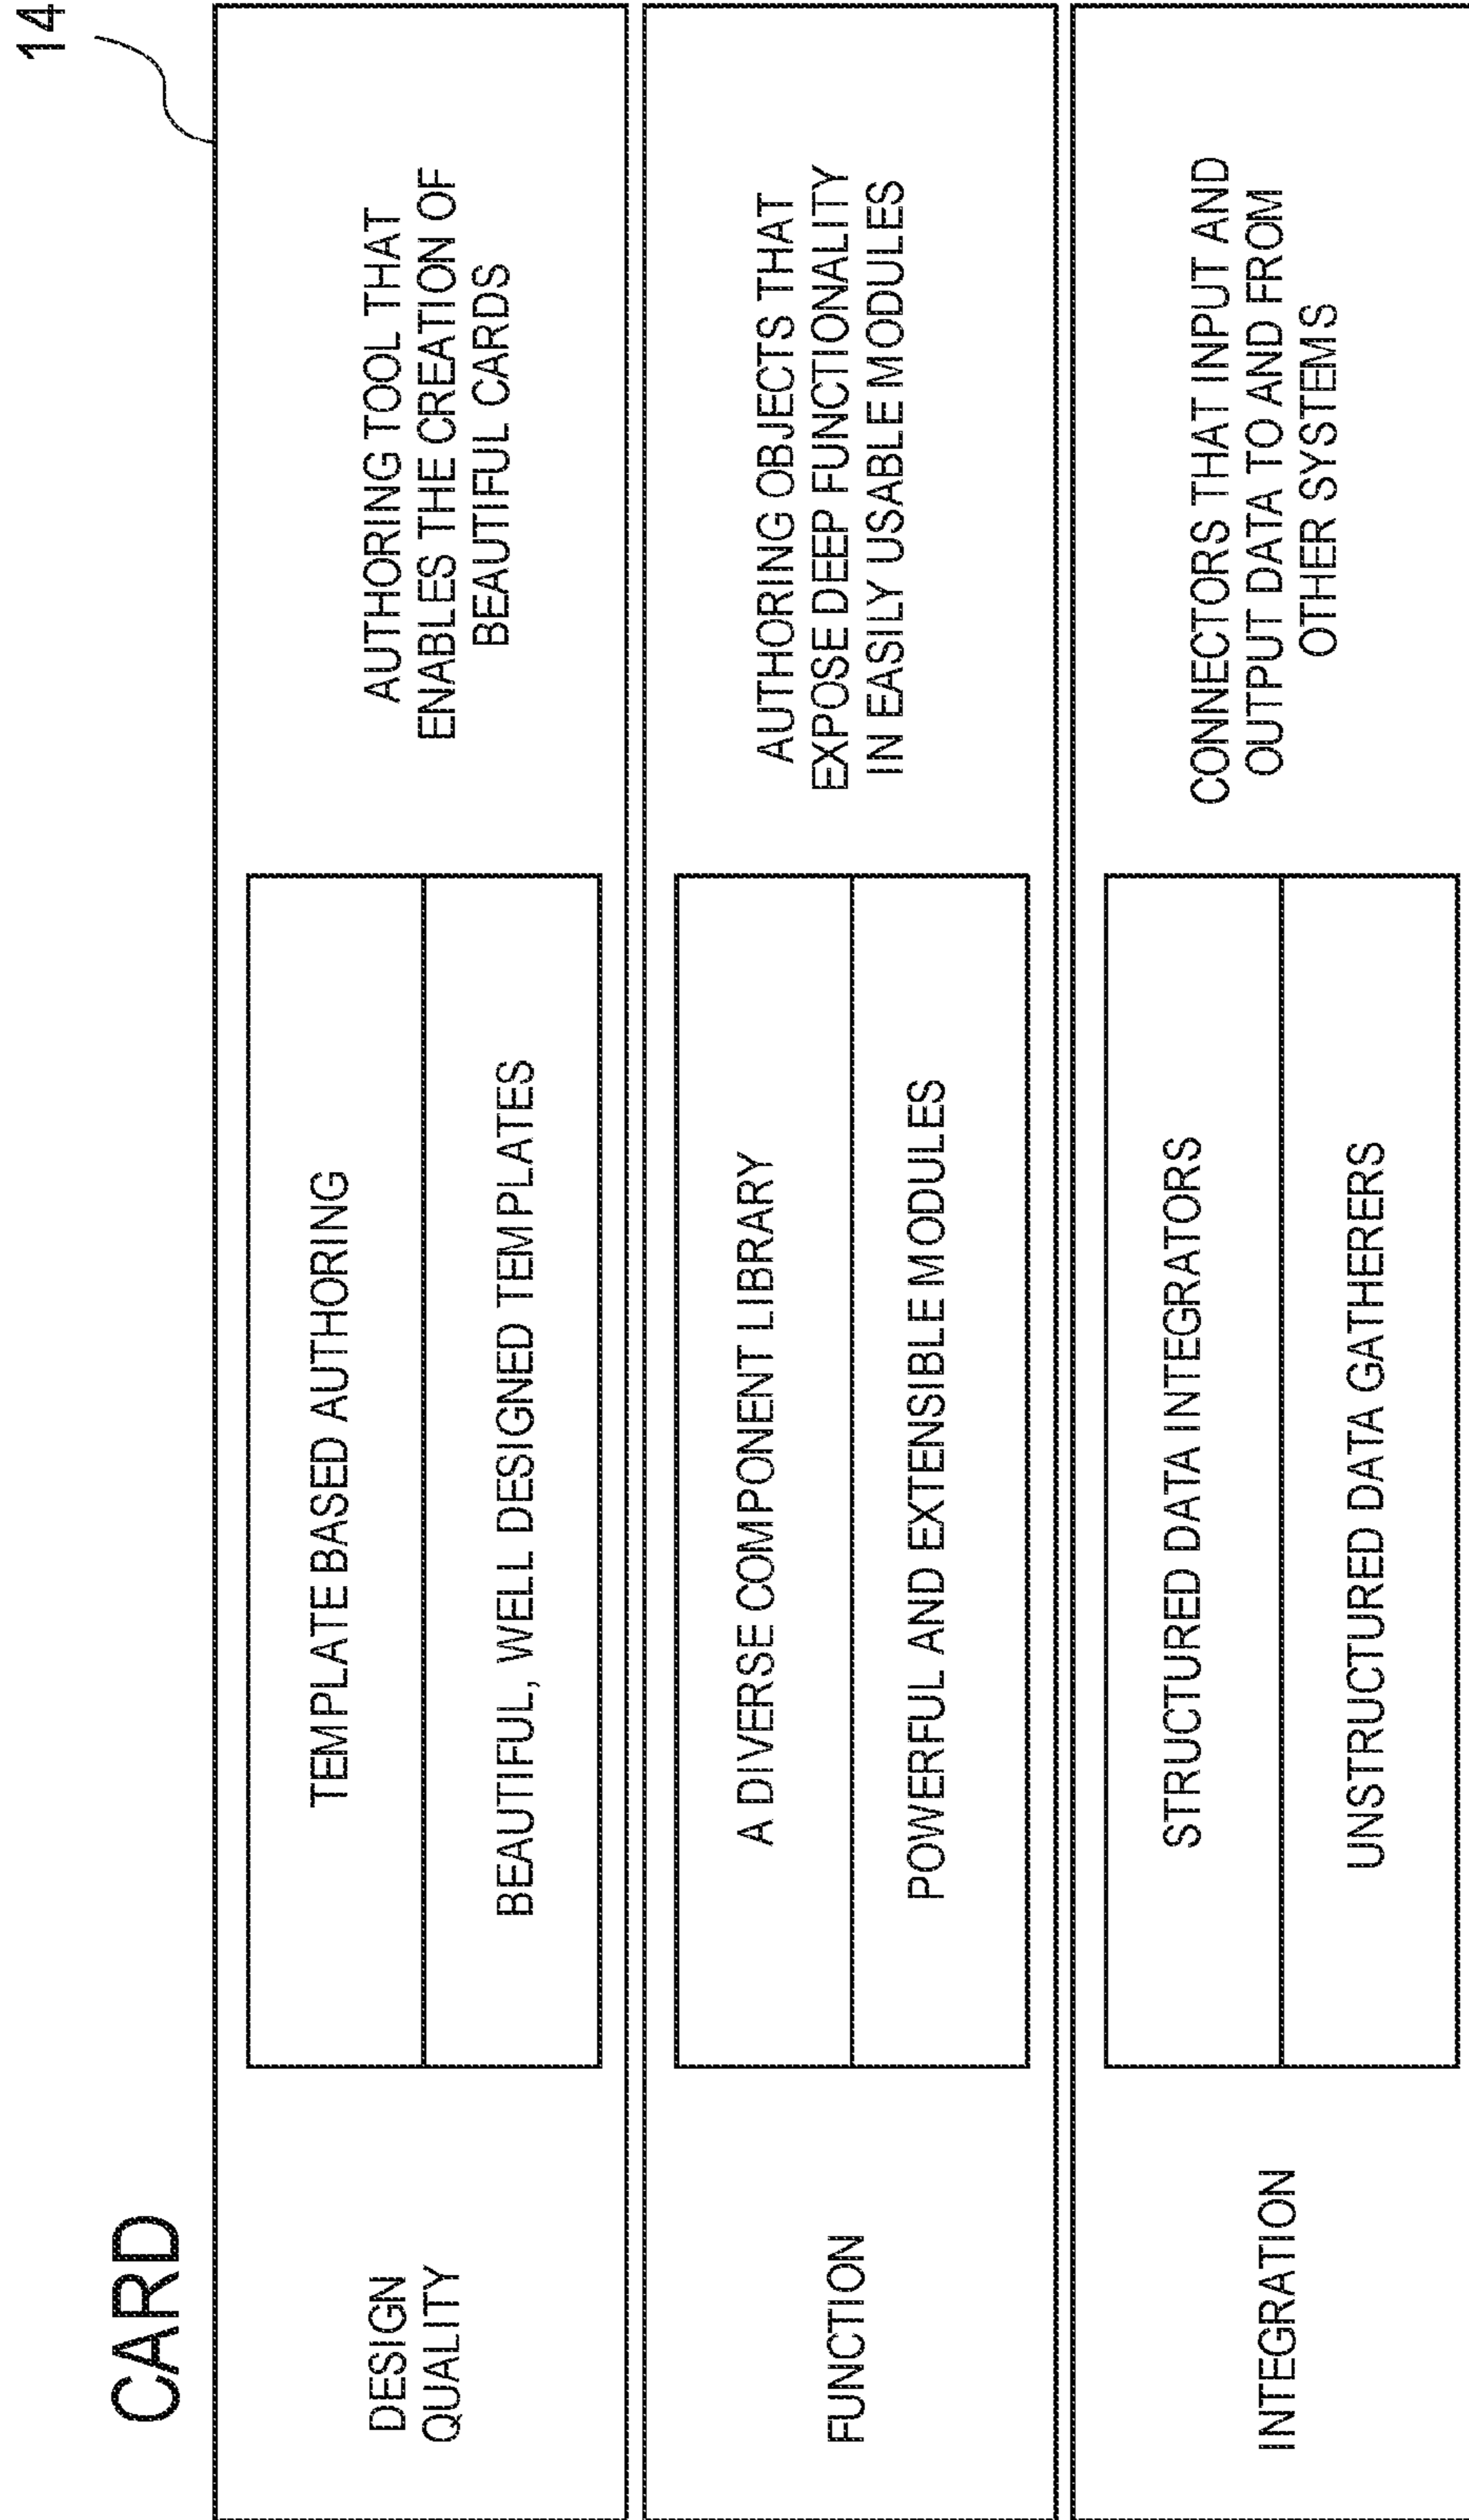 CARD
14
DESIGN
QUALITY
TEMPLATE BASED AUTHORING
BEAUTIFUL, WELL DESIGNED TEMPLATES
AUTHORING TOOL THAT
ENABLES THE CREATION OF
BEAUTIFUL CARDS
FUNCTION
A DIVERSE COMPONENT LIBRARY
POWERFUL AND EXTENSIBLE MODULES
AUTHORING OBJECTS THAT
EXPOSE DEEP FUNCTIONALITY
IN EASILY USABLE MODULES
INTEGRATION
STRUCTURED DATA INTEGRATORS
UNSTRUCTURED DATA GATHERERS
CONNECTORS THAT INPUT AND
OUTPUT DATA TO AND FROM
OTHER SYSTEMS